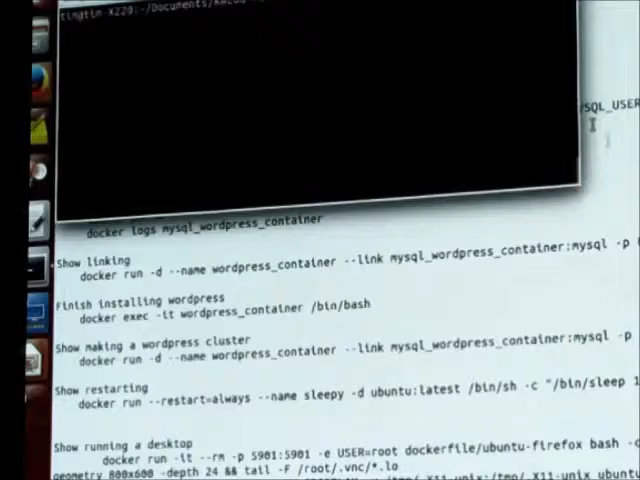 tin@tin-X220:~/Documents/
SQL_USER
docker logs mysql_wordpress_container
Show linking
docker run -d --name wordpress_container --link mysql_wordpress_container:mysql -p
Finish installing wordpress
docker exec -it wordpress_container /bin/bash
Show making a wordpress cluster
docker run -d --name wordpress_container --link mysql_wordpress_container:mysql -p
Show restarting
docker run --restart=always --name sleepy -d ubuntu:latest /bin/sh -c "/bin/sleep 1
Show running a desktop
docker run -it --rm -p 5901:5901 -e USER=root dockerfile/ubuntu-firefox bash -c
geometry 800x600 -depth 24 && tail -F /root/.vnc/*.lo